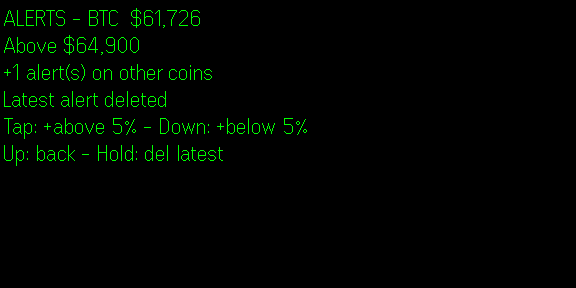 ALERTS - BTC $61,726
Above $64,900
+1 alert(s) on other coins
Latest alert deleted
Tap: +above 5% - Down: +below 5%
Up: back - Hold: del latest